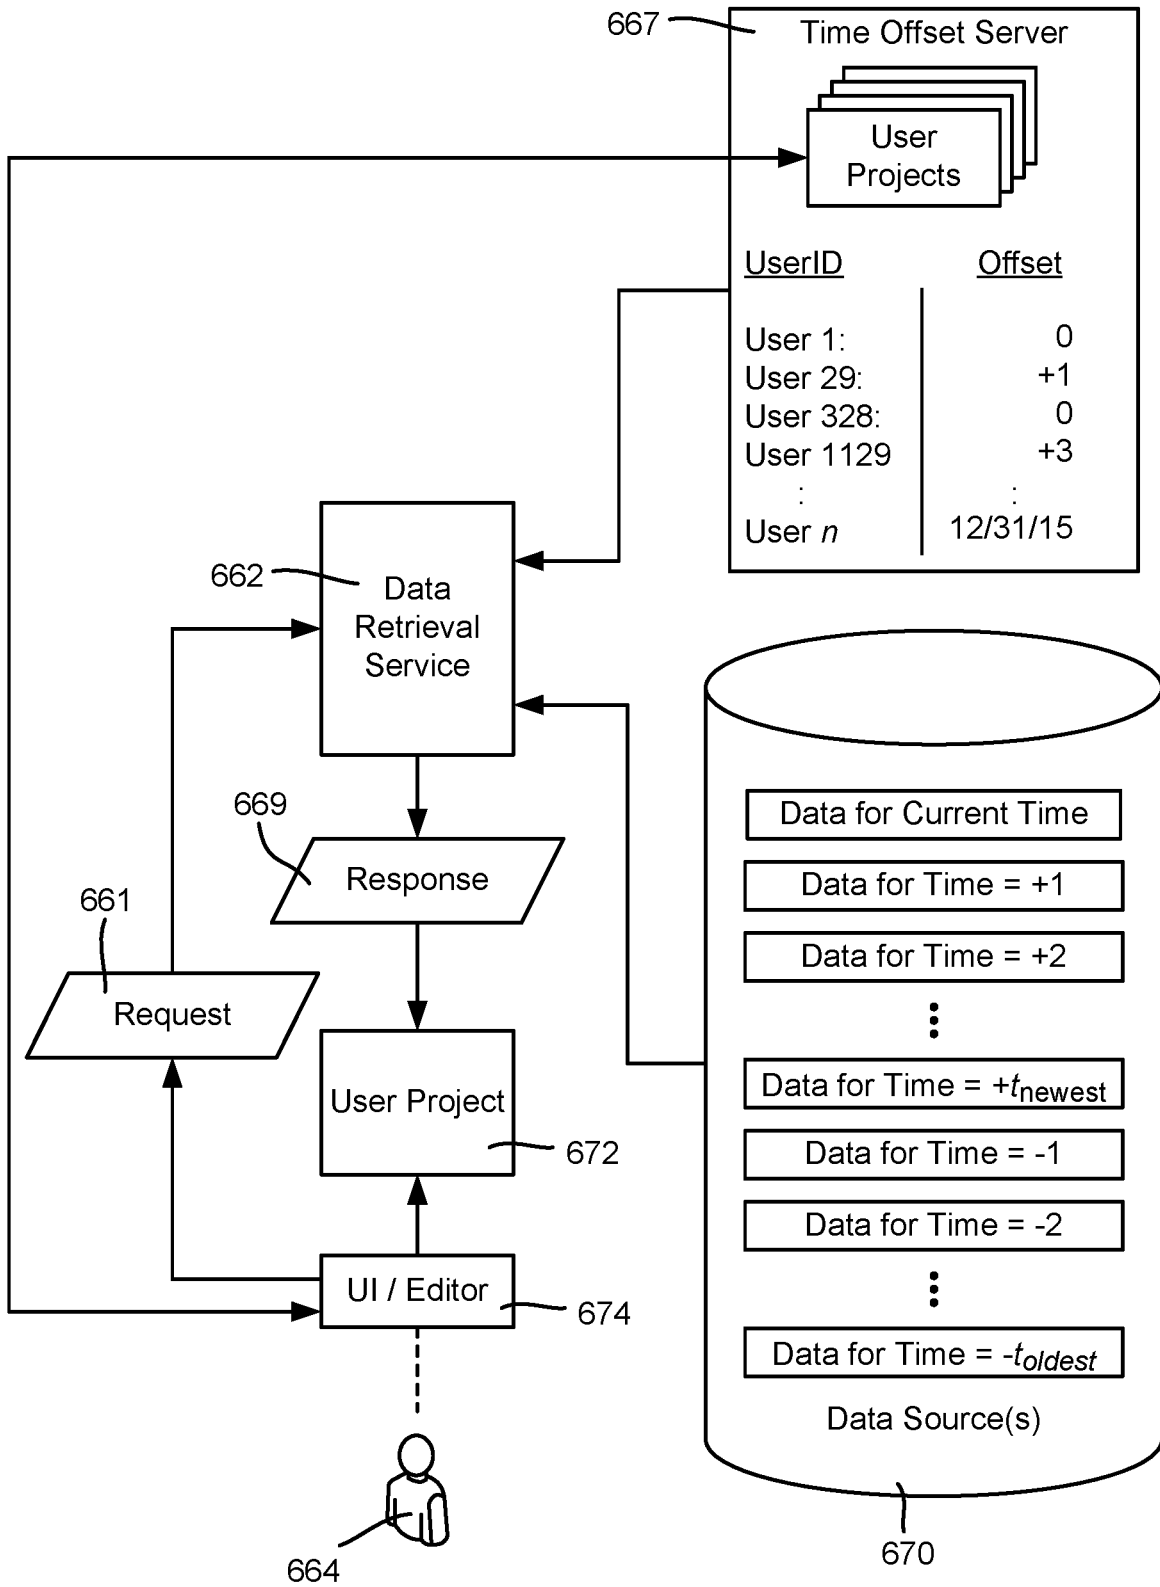 667
Time Offset Server
User
Projects
UserID Offset
User 1: 0
User 29: +1
User 328: 0
User 1129 +3
: :
User n 12/31/15
662
Data
Retrieval
Service
669
Response
661
Request
User Project
672
UI / Editor
674
664
Data for Current Time
Data for Time = +1
Data for Time = +2
Data for Time = +tnewest
Data for Time = -1
Data for Time = -2
Data for Time = -toldest
Data Source(s)
670